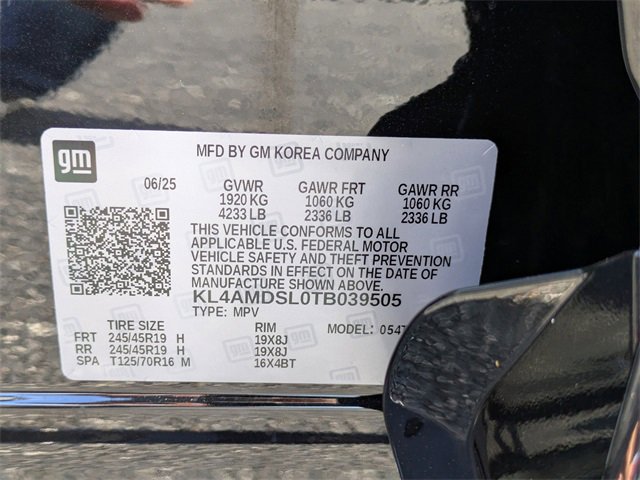 gm
MFD BY GM KOREA COMPANY
06/25 GVWR GAWR FRT GAWR RR
1920 KG 1060 KG 1060 KG
4233 LB 2336 LB 2336 LB
THIS VEHICLE CONFORMS TO ALL
APPLICABLE U.S. FEDERAL MOTOR
VEHICLE SAFETY AND THEFT PREVENTION
STANDARDS IN EFFECT ON THE DATE OF
MANUFACTURE SHOWN ABOVE.
KL4AMDSL0TB039505
TYPE: MPV MODEL:
TIRE SIZE RIM
FRT 245/45R19 H 19X8J
RR 245/45R19 H 19X8J
SPA T125/70R16 M 16X4BT